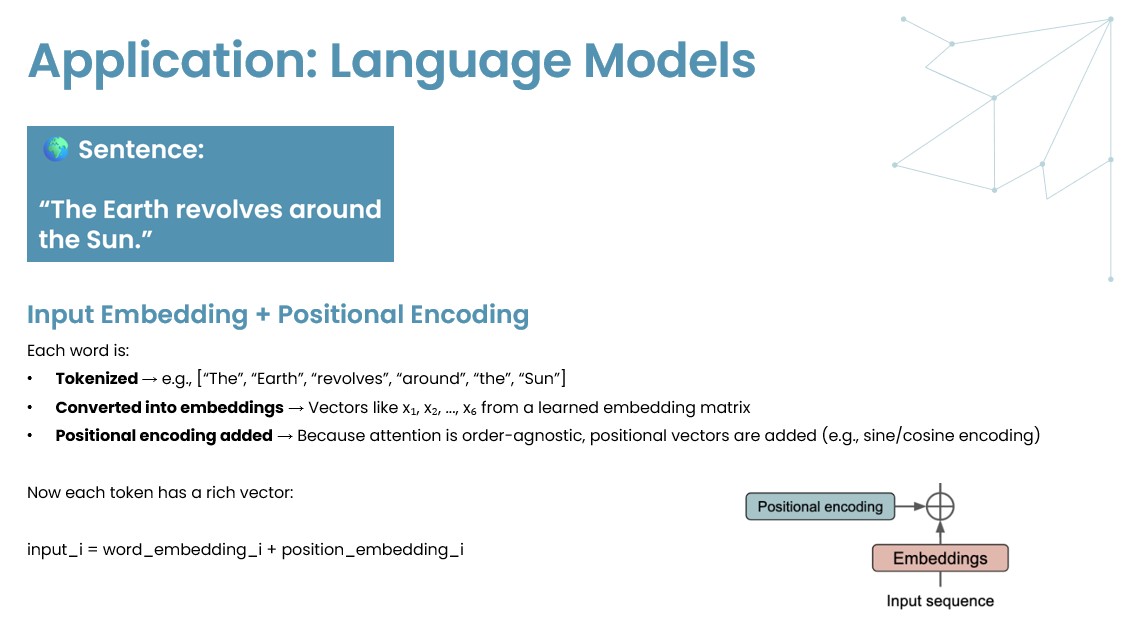 Application: Language Models
🌍 Sentence:
“The Earth revolves around
the Sun.”
Input Embedding + Positional Encoding
Each word is:
• Tokenized → e.g., [“The”, “Earth”, “revolves”, “around”, “the”, “Sun”]
• Converted into embeddings → Vectors like x₁, x₂, ..., x₆ from a learned embedding matrix
• Positional encoding added → Because attention is order-agnostic, positional vectors are added (e.g., sine/cosine encoding)
Now each token has a rich vector:
input_i = word_embedding_i + position_embedding_i
Positional encoding
Embeddings
Input sequence